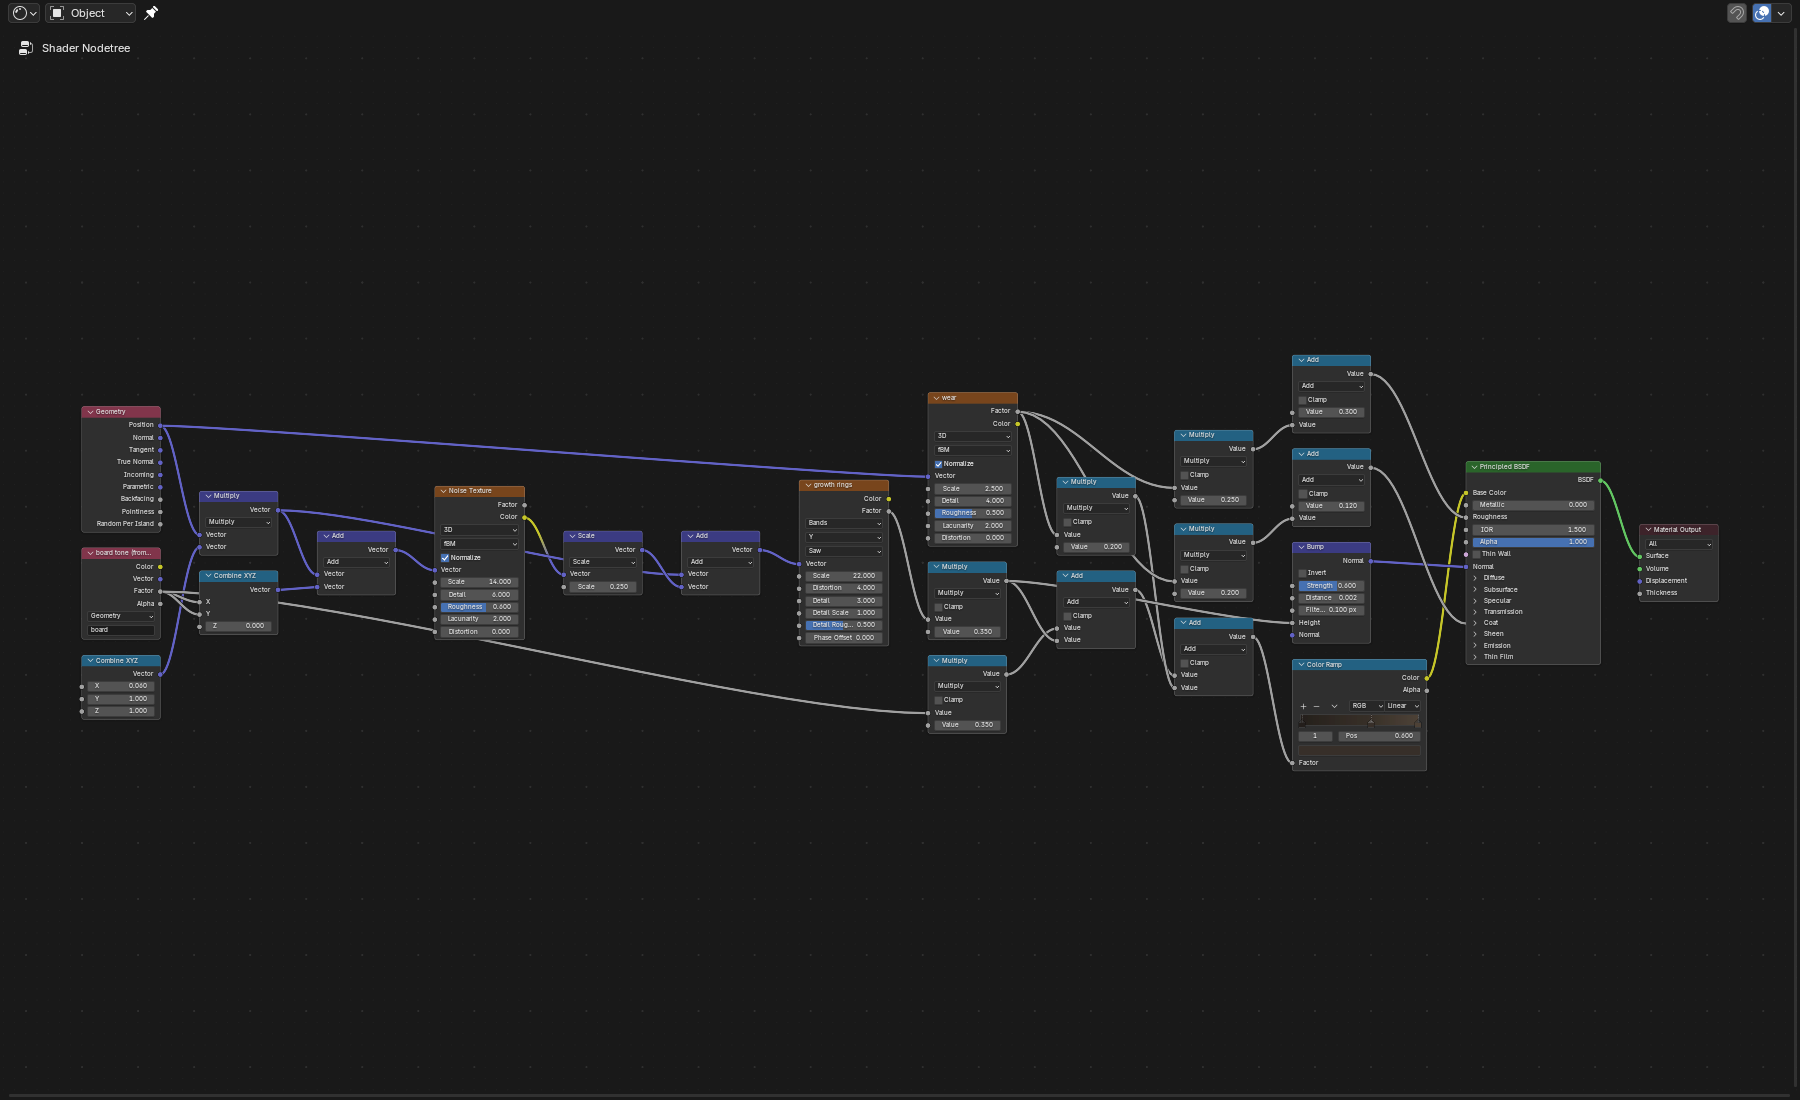 Object
Shader Nodetree
Geometry
Position
Normal
Tangent
True Normal
Incoming
Parametric
Backfacing
Pointiness
Random Per Island
board tone (from...
Color
Vector
Factor
Alpha
Geometry
board
Combine XYZ
Vector
X 0.060
Y 1.000
Z 1.000
Multiply
Vector
Multiply
Vector
Vector
Combine XYZ
Vector
X
Y
Z 0.000
Add
Vector
Add
Vector
Vector
Noise Texture
Factor
Color
3D
fBM
Normalize
Vector
Scale 14.000
Detail 6.000
Roughness 0.600
Lacunarity 2.000
Distortion 0.000
Scale
Vector
Scale
Vector
Scale 0.250
Add
Vector
Add
Vector
Vector
growth rings
Color
Factor
Bands
Y
Saw
Vector
Scale 22.000
Distortion 4.000
Detail 3.000
Detail Scale 1.000
Detail Roug... 0.500
Phase Offset 0.000
wear
Factor
Color
3D
fBM
Normalize
Vector
Scale 2.500
Detail 4.000
Roughness 0.500
Lacunarity 2.000
Distortion 0.000
Multiply
Value
Multiply
Clamp
Value
Value 0.350
Multiply
Value
Multiply
Clamp
Value
Value 0.350
Multiply
Value
Multiply
Clamp
Value
Value 0.200
Add
Value
Add
Clamp
Value
Value
Multiply
Value
Multiply
Clamp
Value
Value 0.250
Multiply
Value
Multiply
Clamp
Value
Value 0.200
Add
Value
Add
Clamp
Value
Value
Add
Value
Add
Clamp
Value 0.300
Value
Add
Value
Add
Clamp
Value 0.120
Value
Bump
Normal
Invert
Strength 0.600
Distance 0.002
Filte... 0.100 px
Height
Normal
Color Ramp
Color
Alpha
RGB Linear
1 Pos 0.600
Factor
Principled BSDF
BSDF
Base Color
Metallic 0.000
Roughness
IOR 1.500
Alpha 1.000
Thin Wall
Normal
Diffuse
Subsurface
Specular
Transmission
Coat
Sheen
Emission
Thin Film
Material Output
All
Surface
Volume
Displacement
Thickness